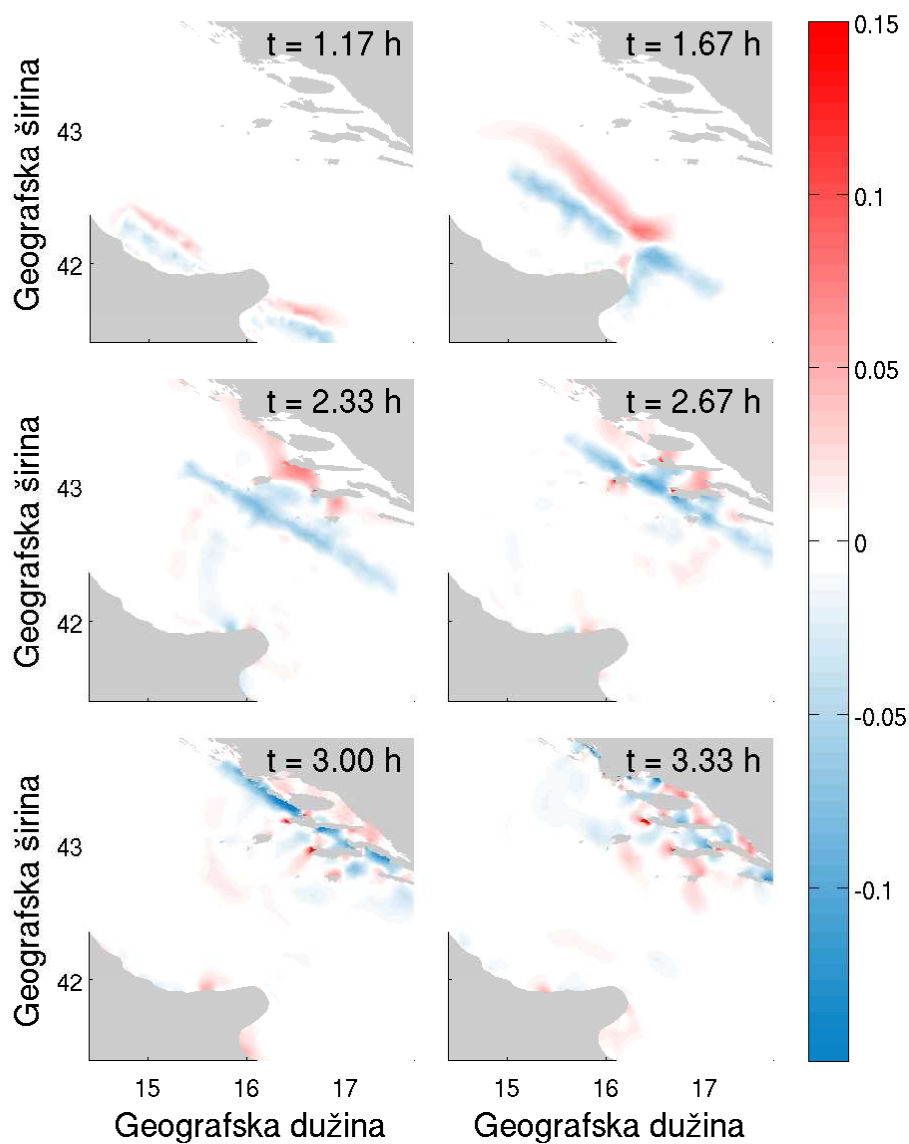 t = 1.17 h
t = 1.67 h
Geografska širina
43
42
t = 2.33 h
t = 2.67 h
Geografska širina
43
42
t = 3.00 h
t = 3.33 h
Geografska širina
43
42
15 16 17
15 16 17
Geografska dužina
Geografska dužina
0.15
0.1
0.05
0
-0.05
-0.1